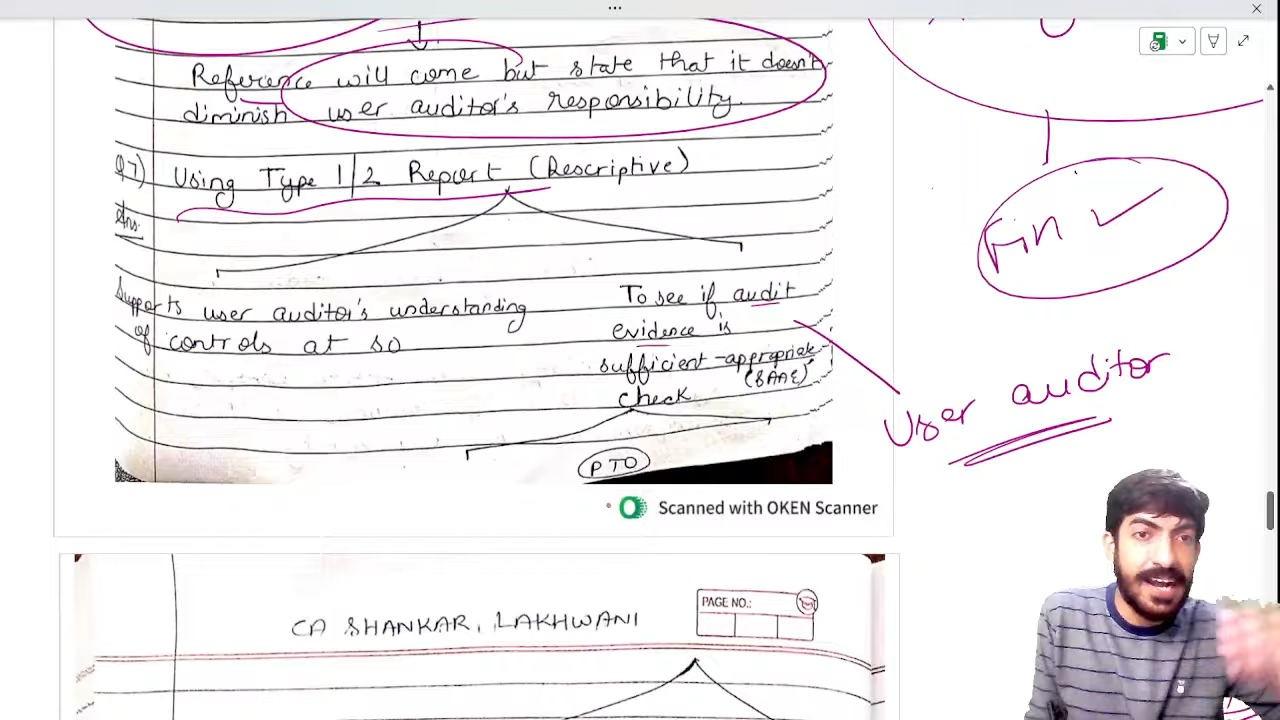 Reference will come but state that it doesn't
diminish user auditor's responsibility.
Q7) Using Type 1/2 Report (Descriptive)
Ans.
Supports user auditor's understanding
of controls at SO
To see if audit
evidence is
sufficient - appropriate
(SAAE)
check
PTO
Fin ✓
User auditor
Scanned with OKEN Scanner
CA SHANKAR LAKHWANI
PAGE NO.: